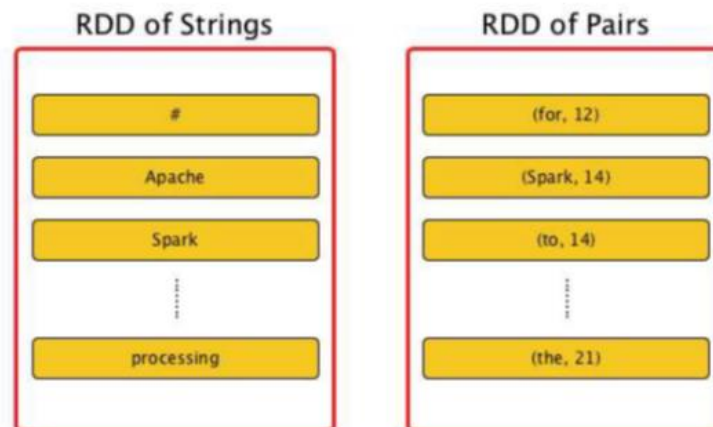 RDD of Strings
#
Apache
Spark
processing
RDD of Pairs
(for, 12)
(Spark, 14)
(to, 14)
(the, 21)